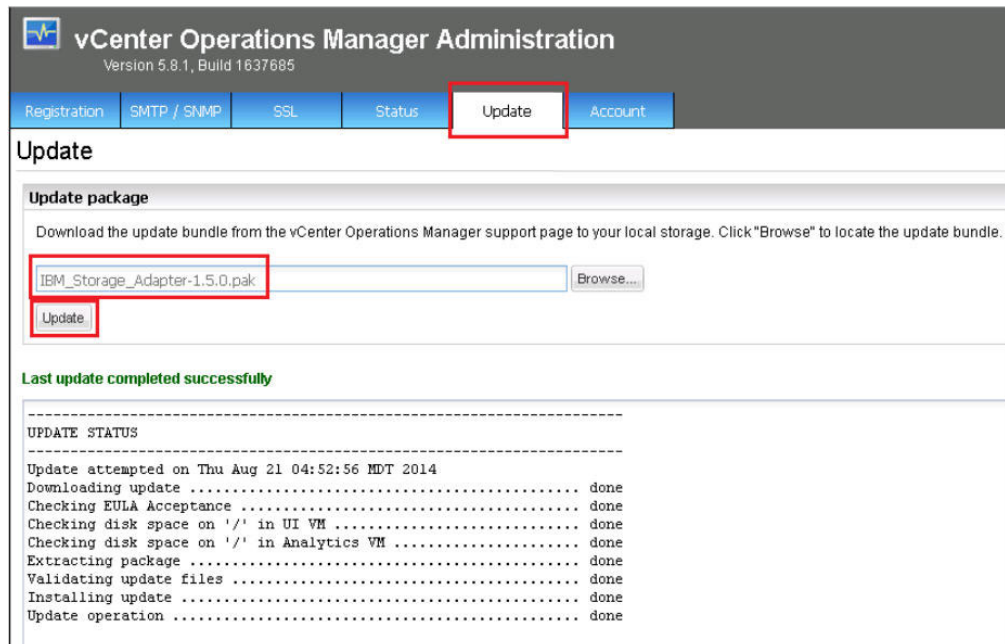 vCenter Operations Manager Administration
Version 5.8.1, Build 1637685
Registration SMTP / SNMP SSL Status Update Account
Update
Update package
Download the update bundle from the vCenter Operations Manager support page to your local storage. Click "Browse" to locate the update bundle.
IBM_Storage_Adapter-1.5.0.pak Browse...
Update
Last update completed successfully
----------------------------------------------------------------------
UPDATE STATUS
----------------------------------------------------------------------
Update attempted on Thu Aug 21 04:52:56 MDT 2014
Downloading update .............................................. done
Checking EULA Acceptance ........................................ done
Checking disk space on '/' in UI VM ............................. done
Checking disk space on '/' in Analytics VM ...................... done
Extracting package .............................................. done
Validating update files ......................................... done
Installing update ............................................... done
Update operation ................................................ done